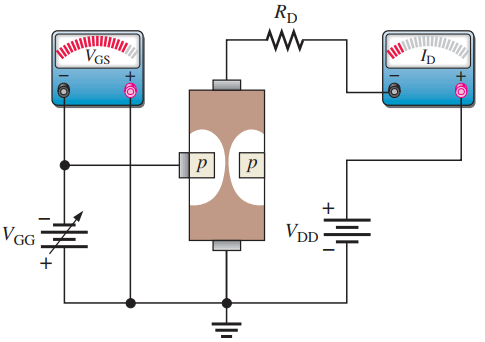 R_D
V_GS
− +
I_D
− +
p p
−
V_GG
+
+
V_DD
−